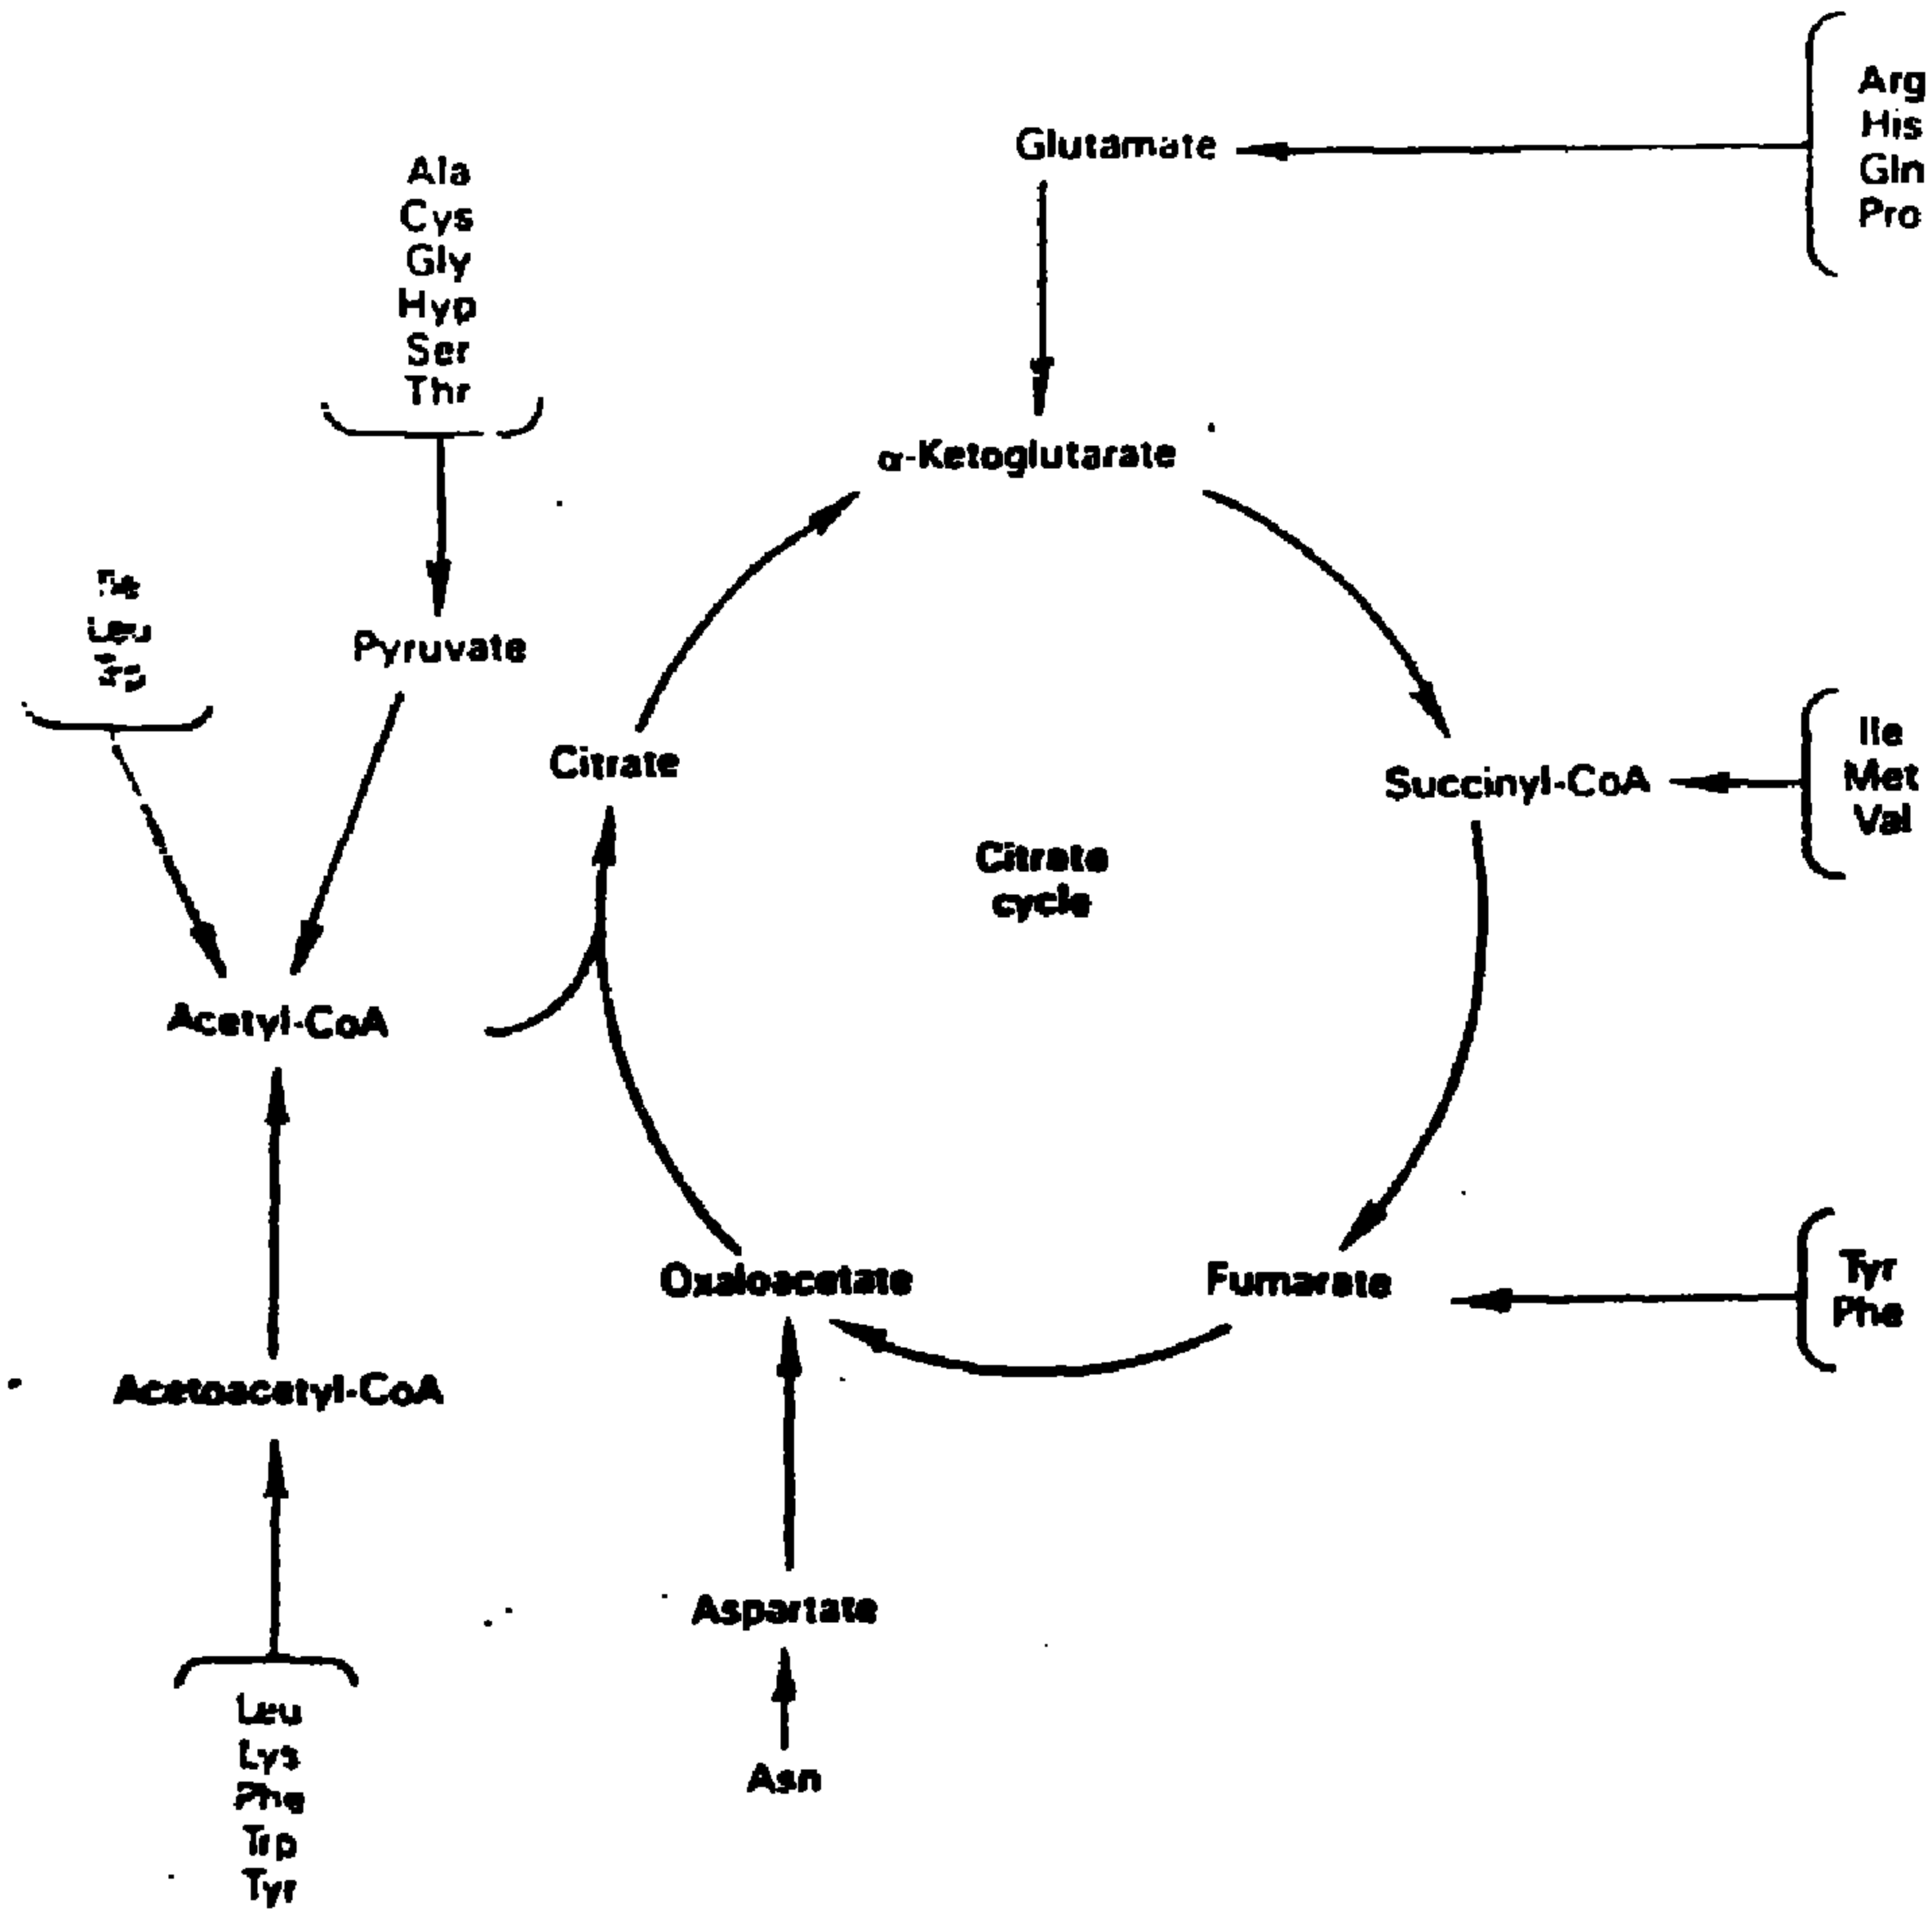 Arg
His
Gln
Pro
Glutamate
Ala
Cys
Gly
Hyp
Ser
Thr
α-Ketoglutarate
Pyruvate
Citrate
Succinyl-CoA
Ile
Met
Val
Citrate
cycle
Acetyl-CoA
Oxaloacetate
Fumarate
Tyr
Phe
Acetoacetyl-CoA
Aspartate
Asn
Leu
Lys
Phe
Trp
Tyr